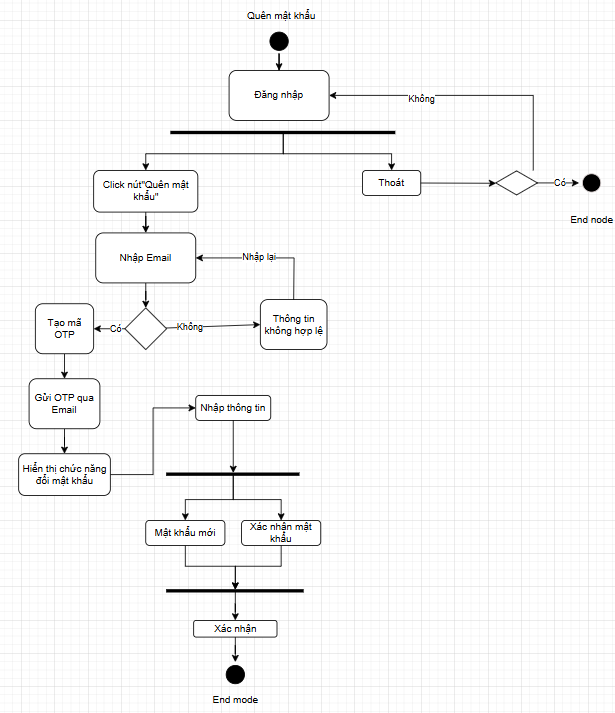 Quên mật khẩu
Đăng nhập
Không
Click nút"Quên mật
khẩu"
Thoát
Có
End node
Nhập Email
Nhập lại
Tạo mã
OTP
Có
Không
Thông tin
không hợp lệ
Gửi OTP qua
Email
Nhập thông tin
Hiển thị chức năng
đổi mật khẩu
Mật khẩu mới
Xác nhận mật
khẩu
Xác nhận
End mode